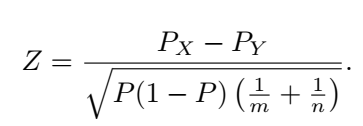 Z = \frac{P_X - P_Y}{\sqrt{P(1 - P)\left(\frac{1}{m} + \frac{1}{n}\right)}}.